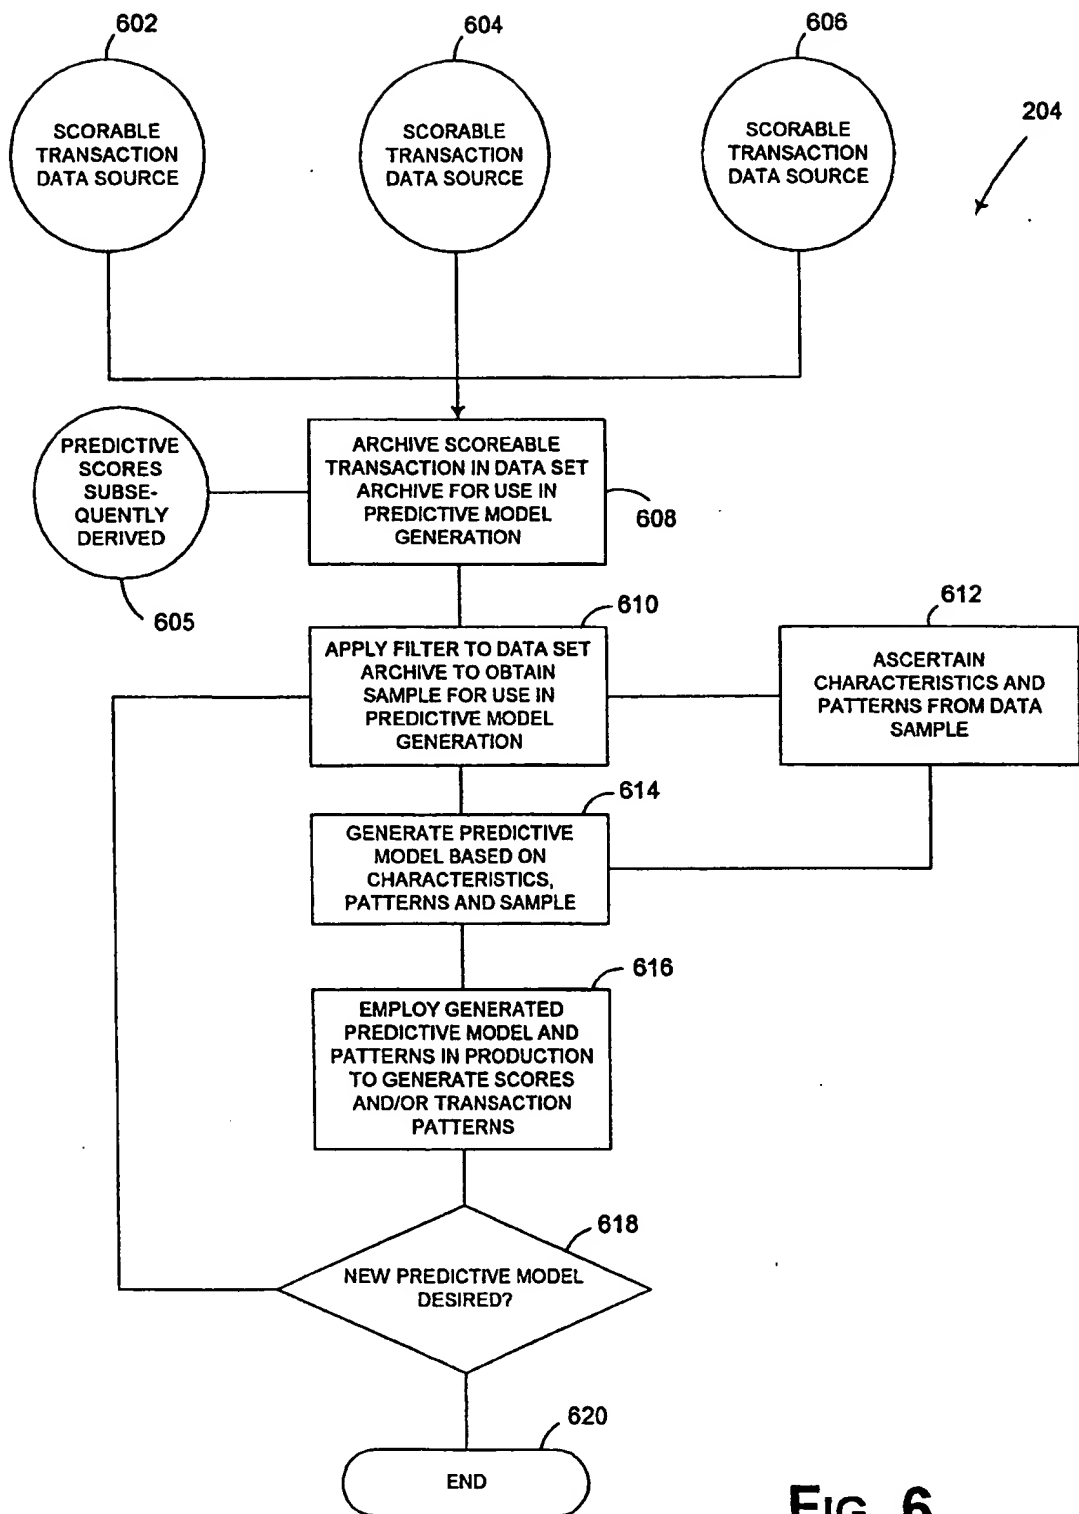 602
604
606
204
SCORABLE
TRANSACTION
DATA SOURCE
SCORABLE
TRANSACTION
DATA SOURCE
SCORABLE
TRANSACTION
DATA SOURCE
PREDICTIVE
SCORES
SUBSE-
QUENTLY
DERIVED
605
ARCHIVE SCOREABLE
TRANSACTION IN DATA SET
ARCHIVE FOR USE IN
PREDICTIVE MODEL
GENERATION
608
610
APPLY FILTER TO DATA SET
ARCHIVE TO OBTAIN
SAMPLE FOR USE IN
PREDICTIVE MODEL
GENERATION
612
ASCERTAIN
CHARACTERISTICS AND
PATTERNS FROM DATA
SAMPLE
614
GENERATE PREDICTIVE
MODEL BASED ON
CHARACTERISTICS,
PATTERNS AND SAMPLE
616
EMPLOY GENERATED
PREDICTIVE MODEL AND
PATTERNS IN PRODUCTION
TO GENERATE SCORES
AND/OR TRANSACTION
PATTERNS
618
NEW PREDICTIVE MODEL
DESIRED?
620
END
FIG. 6